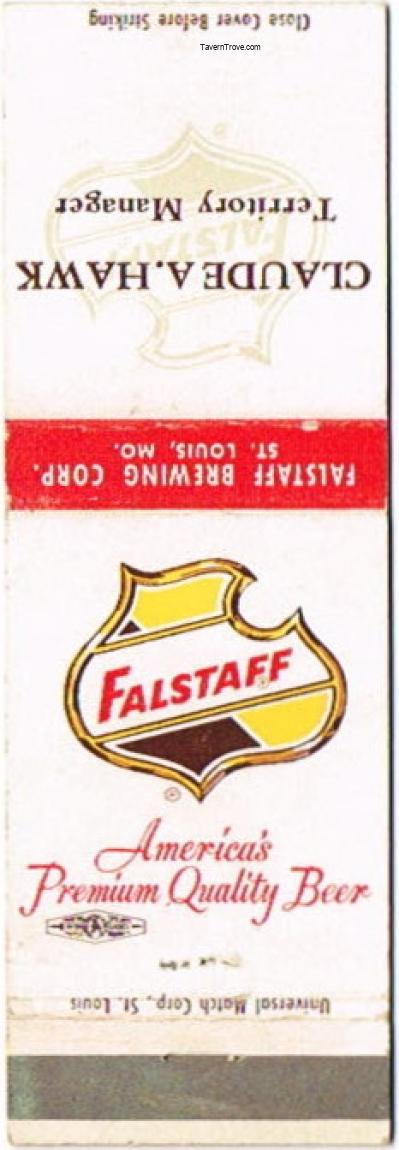 Close Cover Before Striking
TavernTrove.com
FALSTAFF
Territory Manager
CLAUDE A. HAWK
FALSTAFF BREWING CORP.
ST. LOUIS, MO.
FALSTAFF
®
America's
Premium Quality Beer
Universal Match Corp., St. Louis